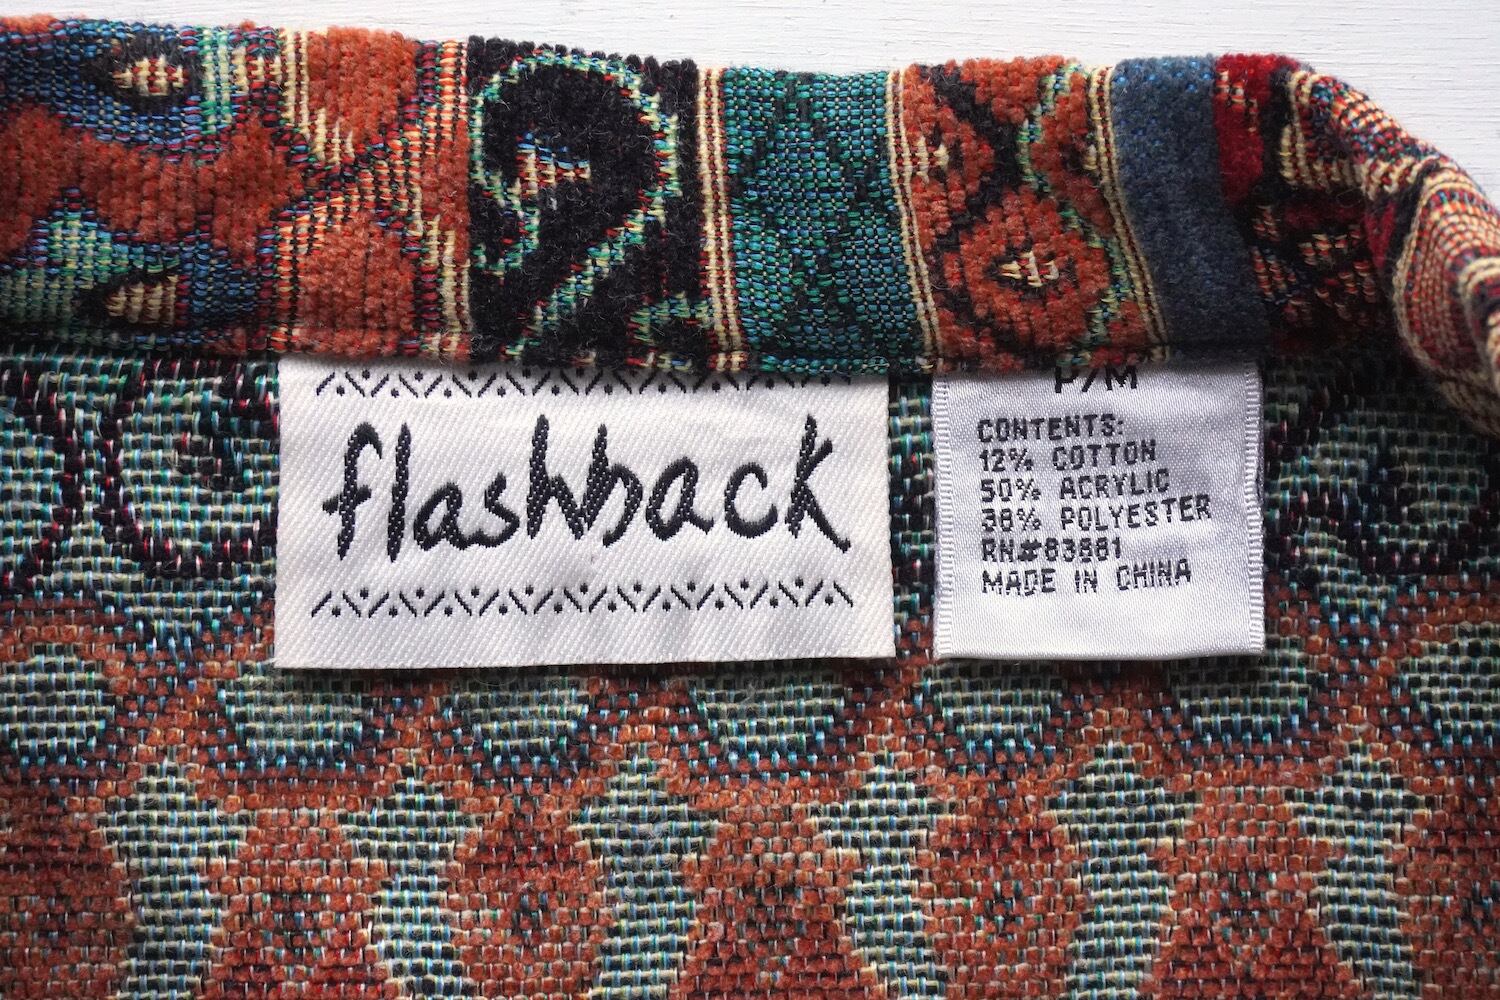 flashback
P/M
CONTENTS:
12% COTTON
50% ACRYLIC
38% POLYESTER
RN#83881
MADE IN CHINA